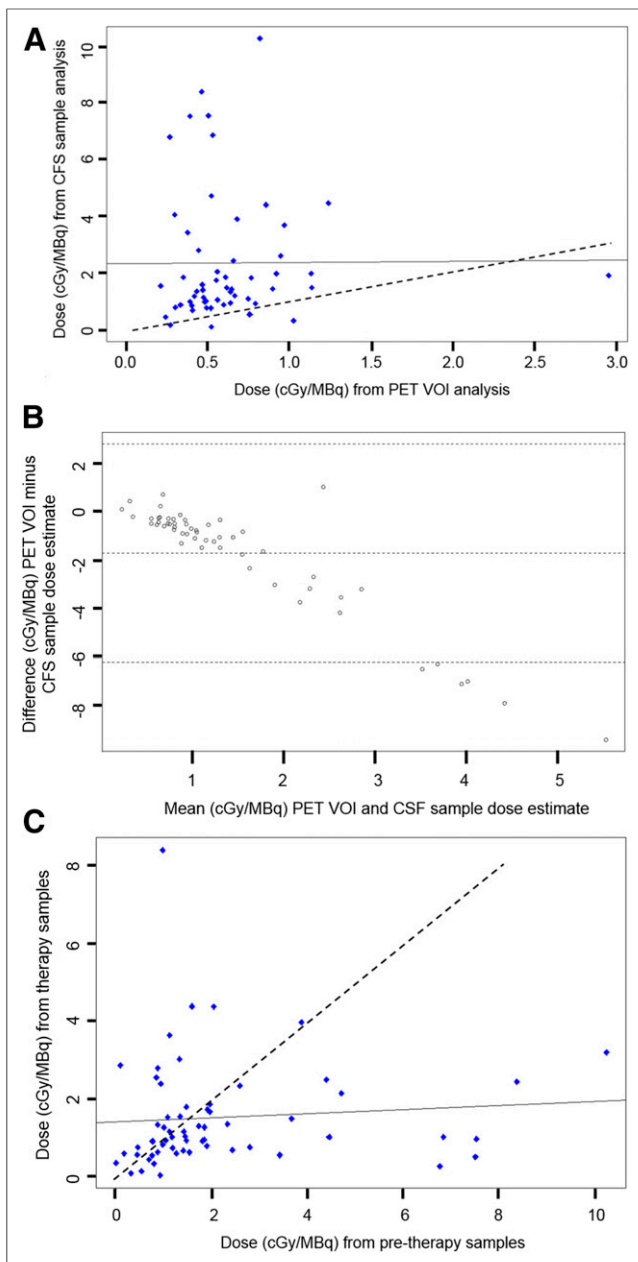 A
Dose (cGy/MBq) from CFS sample analysis
10
8
6
4
2
0
0.0 0.5 1.0 1.5 2.0 2.5 3.0
Dose (cGy/MBq) from PET VOI analysis
B
Difference (cGy/MBq) PET VOI minus
CFS sample dose estimate
2
0
-2
-4
-6
-8
1 2 3 4 5
Mean (cGy/MBq) PET VOI and CSF sample dose estimate
C
Dose (cGy/MBq) from therapy samples
8
6
4
2
0
0 2 4 6 8 10
Dose (cGy/MBq) from pre-therapy samples